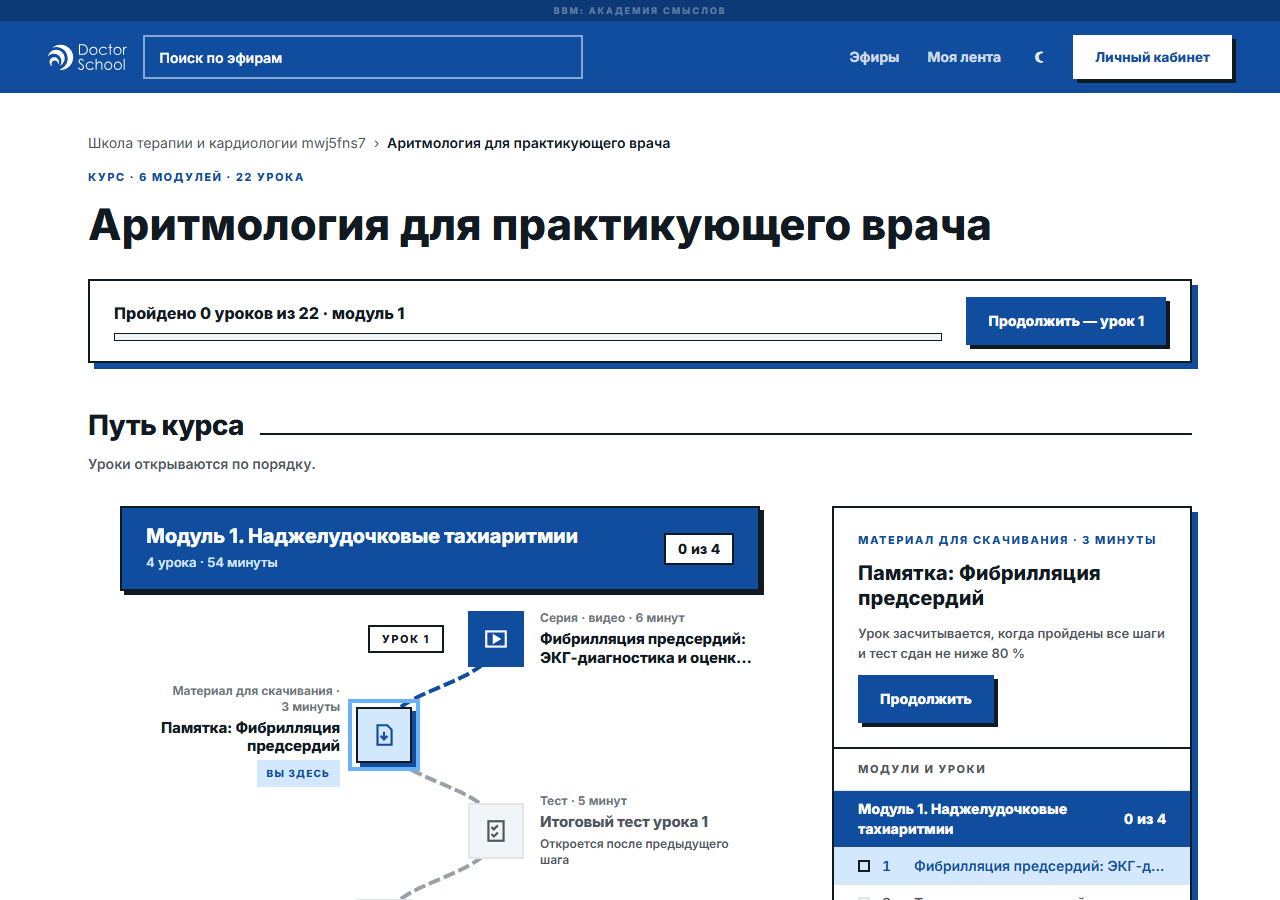 ВВМ: АКАДЕМИЯ СМЫСЛОВ
Doctor
School
Поиск по эфирам
Эфиры
Моя лента
Личный кабинет
Школа терапии и кардиологии mwj5fns7 › Аритмология для практикующего врача
КУРС · 6 МОДУЛЕЙ · 22 УРОКА
Аритмология для практикующего врача
Пройдено 0 уроков из 22 · модуль 1
Продолжить — урок 1
Путь курса
Уроки открываются по порядку.
Модуль 1. Наджелудочковые тахиаритмии
4 урока · 54 минуты
0 из 4
УРОК 1
Серия · видео · 6 минут
Фибрилляция предсердий:
ЭКГ-диагностика и оценк...
Материал для скачивания ·
3 минуты
Памятка: Фибрилляция
предсердий
ВЫ ЗДЕСЬ
Тест · 5 минут
Итоговый тест урока 1
Откроется после предыдущего
шага
МАТЕРИАЛ ДЛЯ СКАЧИВАНИЯ · 3 МИНУТЫ
Памятка: Фибрилляция
предсердий
Урок засчитывается, когда пройдены все шаги
и тест сдан не ниже 80 %
Продолжить
МОДУЛИ И УРОКИ
Модуль 1. Наджелудочковые
тахиаритмии
0 из 4
1 Фибрилляция предсердий: ЭКГ-д...